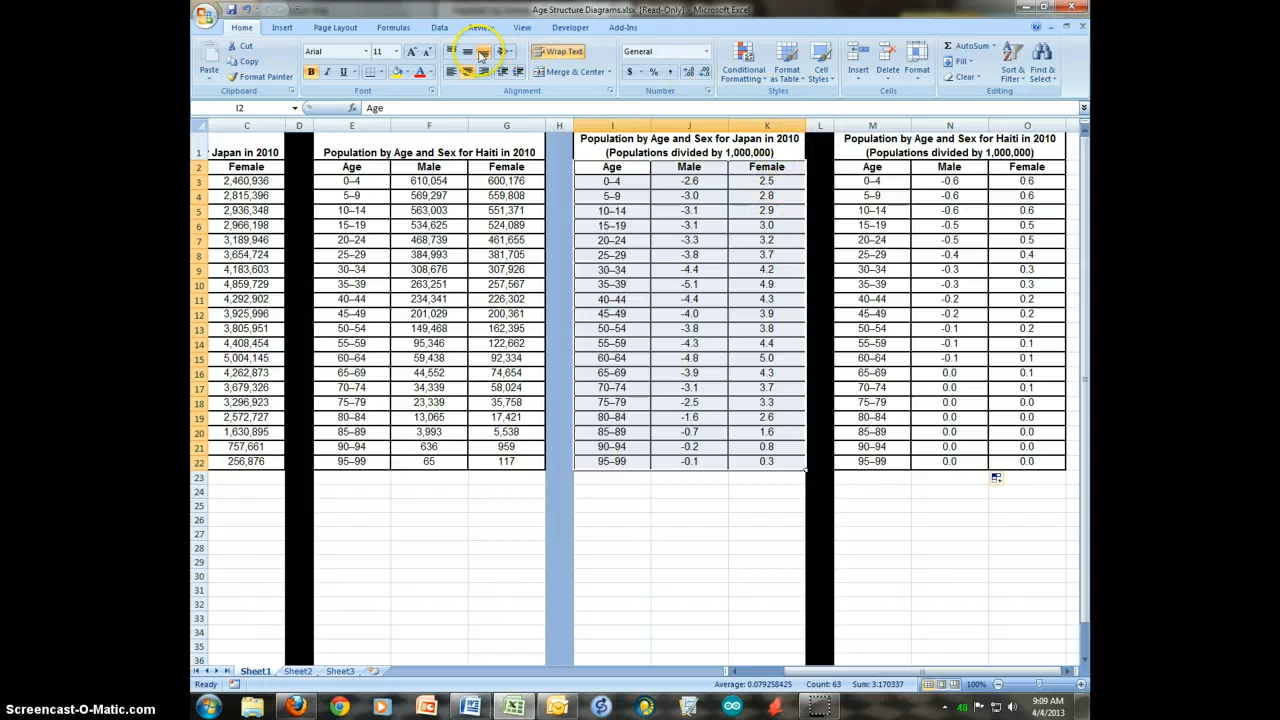 Age Structure Diagrams.xlsx [Read-Only] - Microsoft Excel
Home Insert Page Layout Formulas Data Review View Developer Add-Ins
Paste Cut Copy Format Painter Clipboard
Arial 11 Font
Wrap Text Merge & Center Alignment
General $ % , Number
Conditional Formatting Format as Table Cell Styles Styles
Insert Delete Format Cells
AutoSum Fill Clear Sort & Filter Find & Select Editing
I2 fx Age
C D E F G H I J K L M N O
1 Japan in 2010 Population by Age and Sex for Haiti in 2010 Population by Age and Sex for Japan in 2010 (Populations divided by 1,000,000) Population by Age and Sex for Haiti in 2010 (Populations divided by 1,000,000)
2 Female Age Male Female Age Male Female Age Male Female
3 2,460,936 0–4 610,054 600,176 0–4 -2.6 2.5 0–4 -0.6 0.6
4 2,815,396 5–9 569,297 559,808 5–9 -3.0 2.8 5–9 -0.6 0.6
5 2,936,348 10–14 563,003 551,371 10–14 -3.1 2.9 10–14 -0.6 0.6
6 2,966,198 15–19 534,625 524,089 15–19 -3.1 3.0 15–19 -0.5 0.5
7 3,189,946 20–24 468,739 461,655 20–24 -3.3 3.2 20–24 -0.5 0.5
8 3,654,724 25–29 384,993 381,705 25–29 -3.8 3.7 25–29 -0.4 0.4
9 4,183,603 30–34 308,676 307,926 30–34 -4.4 4.2 30–34 -0.3 0.3
10 4,859,729 35–39 263,251 257,567 35–39 -5.1 4.9 35–39 -0.3 0.3
11 4,292,902 40–44 234,341 226,302 40–44 -4.4 4.3 40–44 -0.2 0.2
12 3,925,996 45–49 201,029 200,361 45–49 -4.0 3.9 45–49 -0.2 0.2
13 3,805,951 50–54 149,468 162,395 50–54 -3.8 3.8 50–54 -0.1 0.2
14 4,408,454 55–59 95,346 122,662 55–59 -4.3 4.4 55–59 -0.1 0.1
15 5,004,145 60–64 59,438 92,334 60–64 -4.8 5.0 60–64 -0.1 0.1
16 4,262,873 65–69 44,552 74,654 65–69 -3.9 4.3 65–69 0.0 0.1
17 3,679,326 70–74 34,339 58,024 70–74 -3.1 3.7 70–74 0.0 0.1
18 3,296,923 75–79 23,339 35,758 75–79 -2.5 3.3 75–79 0.0 0.0
19 2,572,727 80–84 13,065 17,421 80–84 -1.6 2.6 80–84 0.0 0.0
20 1,630,895 85–89 3,993 5,538 85–89 -0.7 1.6 85–89 0.0 0.0
21 757,661 90–94 636 959 90–94 -0.2 0.8 90–94 0.0 0.0
22 256,876 95–99 65 117 95–99 -0.1 0.3 95–99 0.0 0.0
23
24
25
26
27
28
29
30
31
32
33
34
35
36
Sheet1 Sheet2 Sheet3
Ready Average: 0.079258425 Count: 63 Sum: 3.170337 100%
48 9:09 AM
4/4/2013
Screencast-O-Matic.com